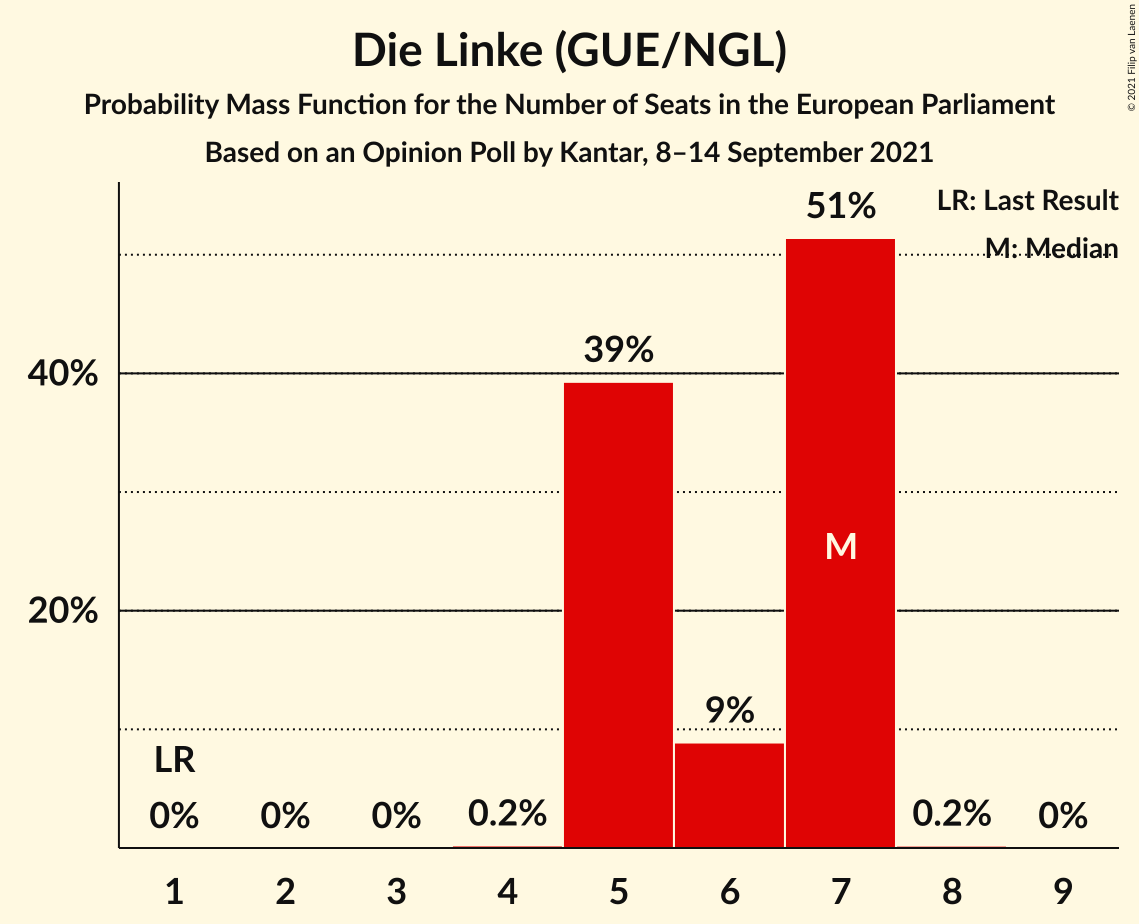 Die Linke (GUE/NGL)
Probability Mass Function for the Number of Seats in the European Parliament
Based on an Opinion Poll by Kantar, 8–14 September 2021
© 2021 Filip van Laenen
LR: Last Result
M: Median
51%
39%
40%
M
20%
9%
LR
0%
0%
0%
0.2%
0.2%
0%
1 2 3 4 5 6 7 8 9